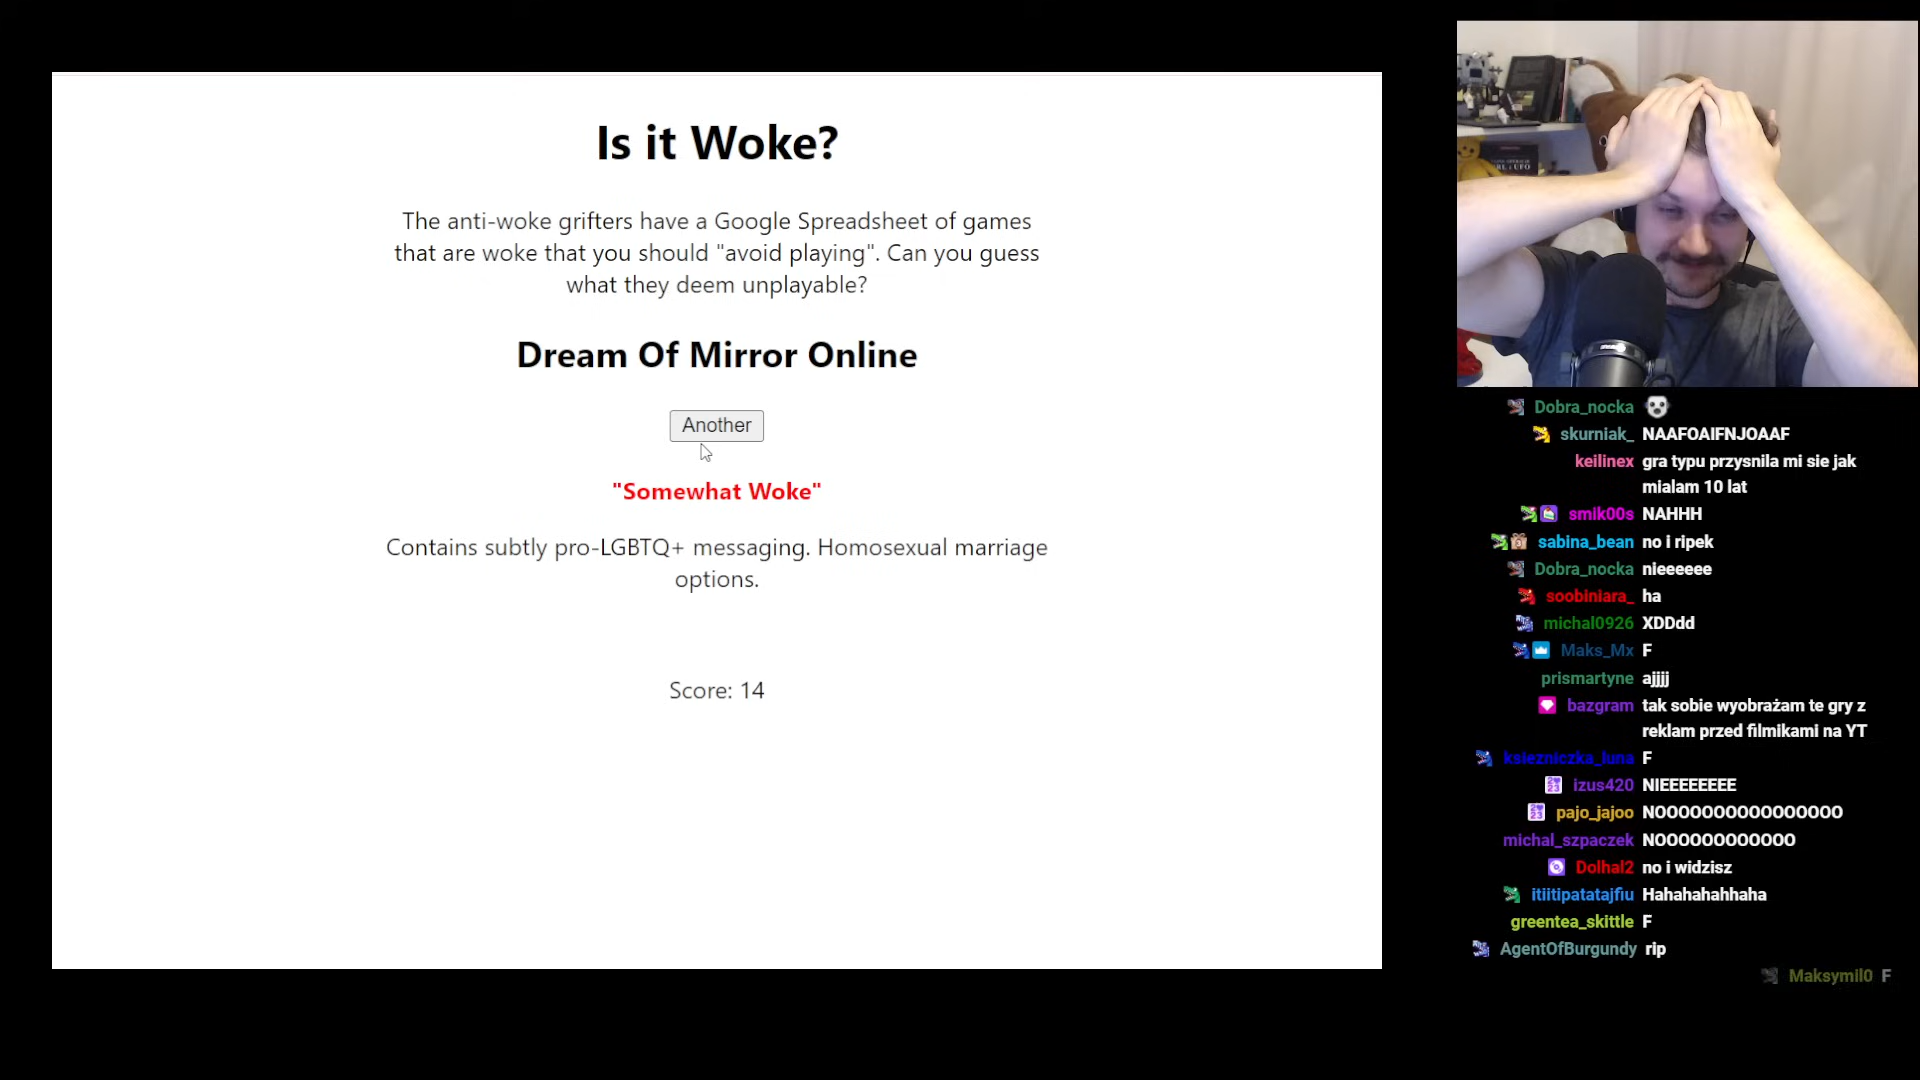 Is it Woke?
The anti-woke grifters have a Google Spreadsheet of games
that are woke that you should "avoid playing". Can you guess
what they deem unplayable?
Dream Of Mirror Online
Another
"Somewhat Woke"
Contains subtly pro-LGBTQ+ messaging. Homosexual marriage
options.
Score: 14
Dobra_nocka
skurniak_ NAAFOAIFNJOAAF
keilinex gra typu przysnila mi sie jak
mialam 10 lat
smik00s NAHHH
sabina_bean no i ripek
Dobra_nocka nieeeeee
soobiniara_ ha
michal0926 XDDdd
Maks_Mx F
prismartyne ajjjj
bazgram tak sobie wyobrażam te gry z
reklam przed filmikami na YT
ksiezniczka_luna F
izus420 NIEEEEEEEE
pajo_jajoo NOOOOOOOOOOOOOOOO
michal_szpaczek NOOOOOOOOOOOO
Dolhal2 no i widzisz
itiitipatatajfiu Hahahahahhaha
greentea_skittle F
AgentOfBurgundy rip
Maksymil0 F